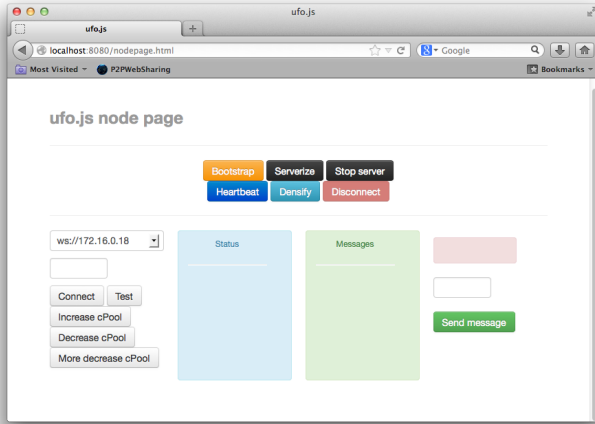 ufo.js
ufo.js
localhost:8080/nodepage.html
Google
Most Visited
P2PWebSharing
Bookmarks
ufo.js node page
Bootstrap
Serverize
Stop server
Heartbeat
Densify
Disconnect
ws://172.16.0.18
Connect
Test
Increase cPool
Decrease cPool
More decrease cPool
Status
Messages
Send message